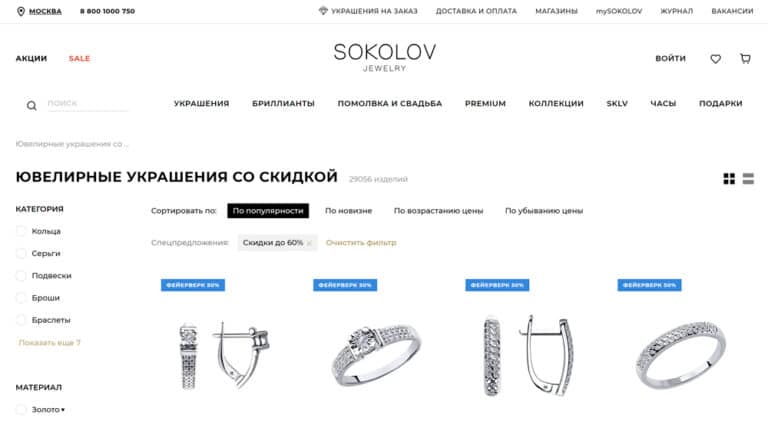 МОСКВА 8 800 1000 750 УКРАШЕНИЯ НА ЗАКАЗ ДОСТАВКА И ОПЛАТА МАГАЗИНЫ mySOKOLOV ЖУРНАЛ ВАКАНСИИ
АКЦИИ SALE SOKOLOV ВОЙТИ
JEWELRY
ПОИСК УКРАШЕНИЯ БРИЛЛИАНТЫ ПОМОЛВКА И СВАДЬБА PREMIUM КОЛЛЕКЦИИ SKLV ЧАСЫ ПОДАРКИ
Ювелирные украшения со ...
ЮВЕЛИРНЫЕ УКРАШЕНИЯ СО СКИДКОЙ 29056 изделий
КАТЕГОРИЯ Сортировать по: По популярности По новизне По возрастанию цены По убыванию цены
Кольца
Спецпредложения: Скидки до 60% × Очистить фильтр
Серьги
Подвески
ФЕЙЕРВЕРК 50% ФЕЙЕРВЕРК 50% ФЕЙЕРВЕРК 50% ФЕЙЕРВЕРК 50%
Броши
Браслеты
Показать еще 7
МАТЕРИАЛ
Золото ▾